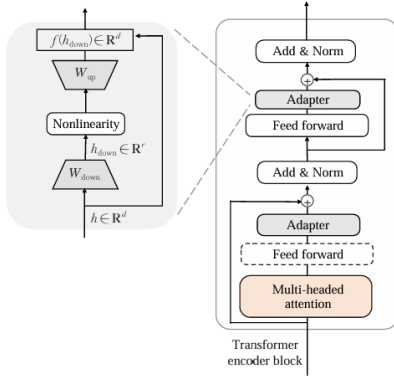 f(h_down) ∈ R^d
W_up
Nonlinearity
h_down ∈ R^r
W_down
h ∈ R^d
Add & Norm
+
Adapter
Feed forward
Add & Norm
+
Adapter
Feed forward
Multi-headed
attention
Transformer
encoder block